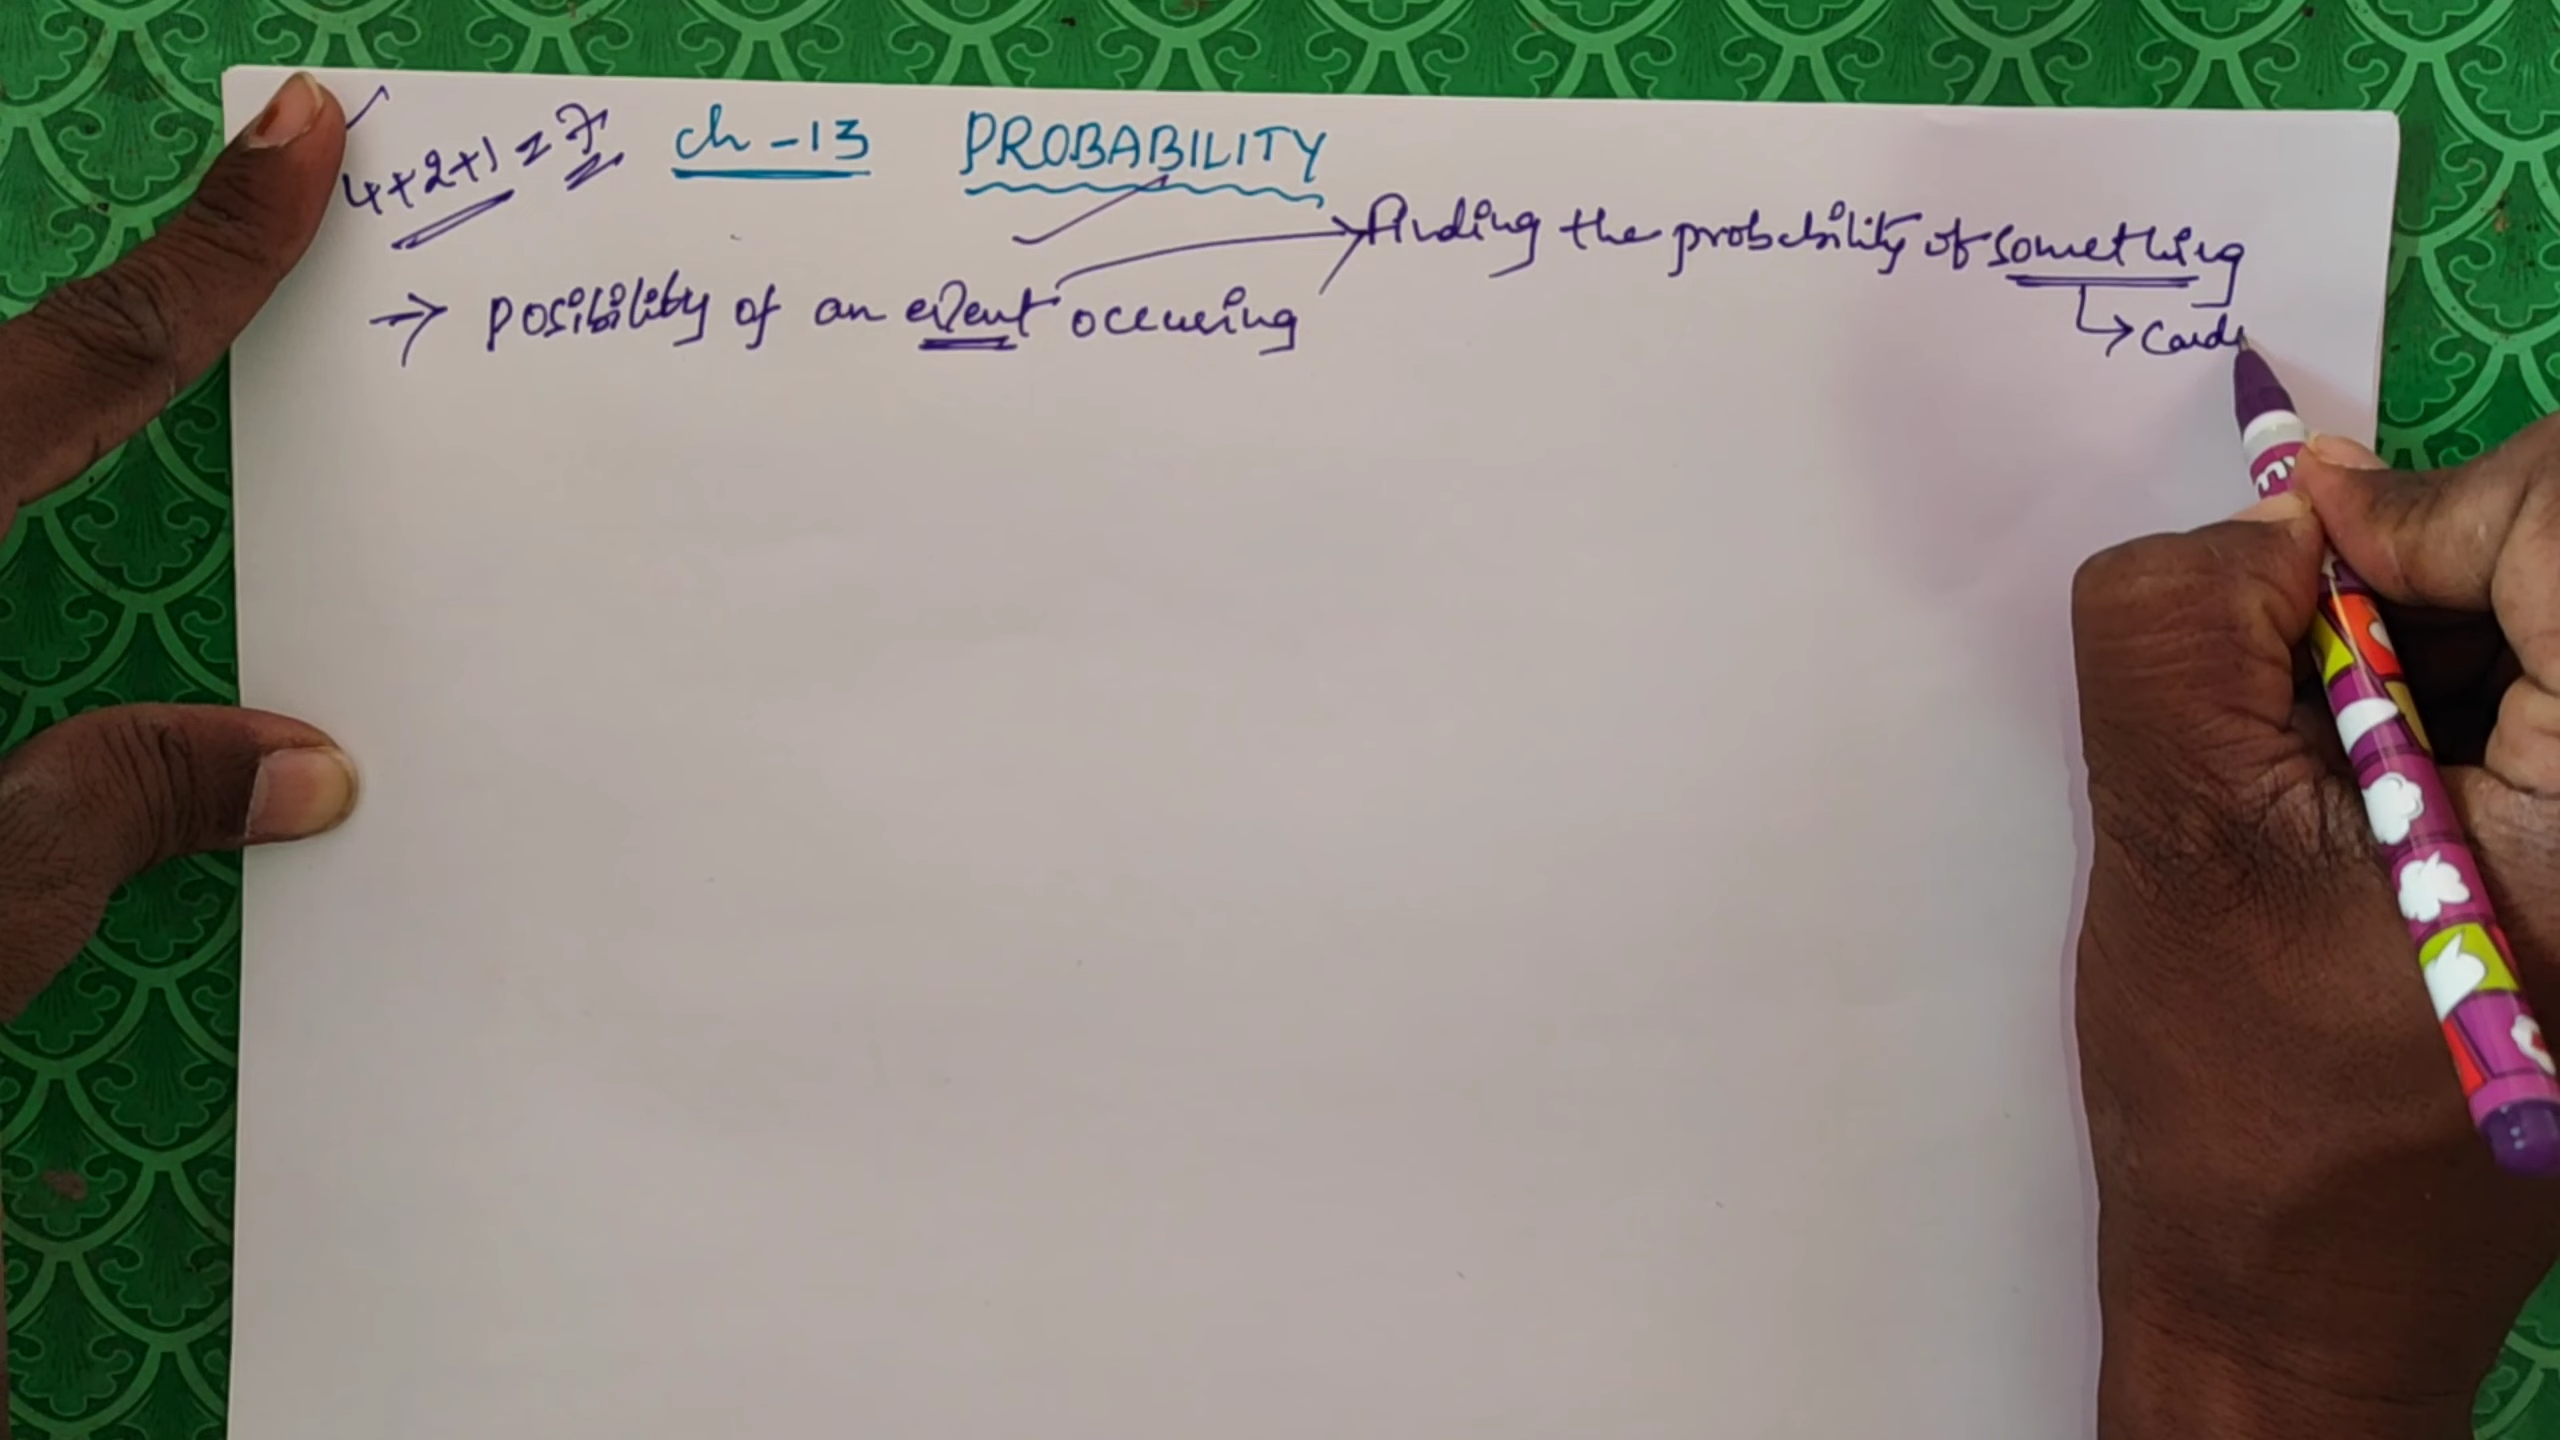 4+2+1=7 ch-13 PROBABILITY
Finding the probability of something
→ posibility of an event occuring
→ Cards